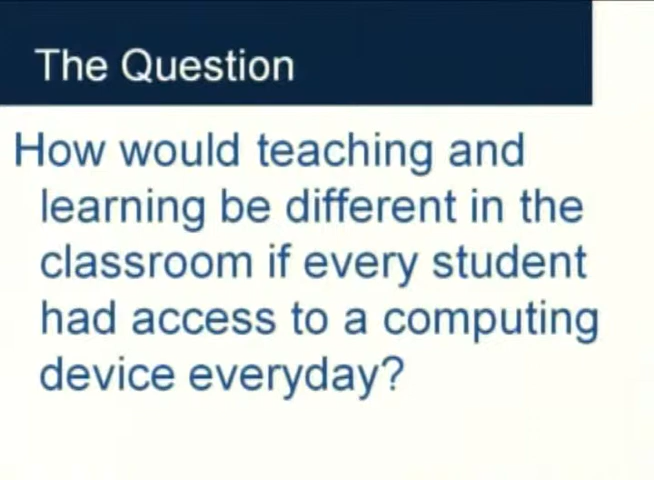 The Question
How would teaching and
learning be different in the
classroom if every student
had access to a computing
device everyday?